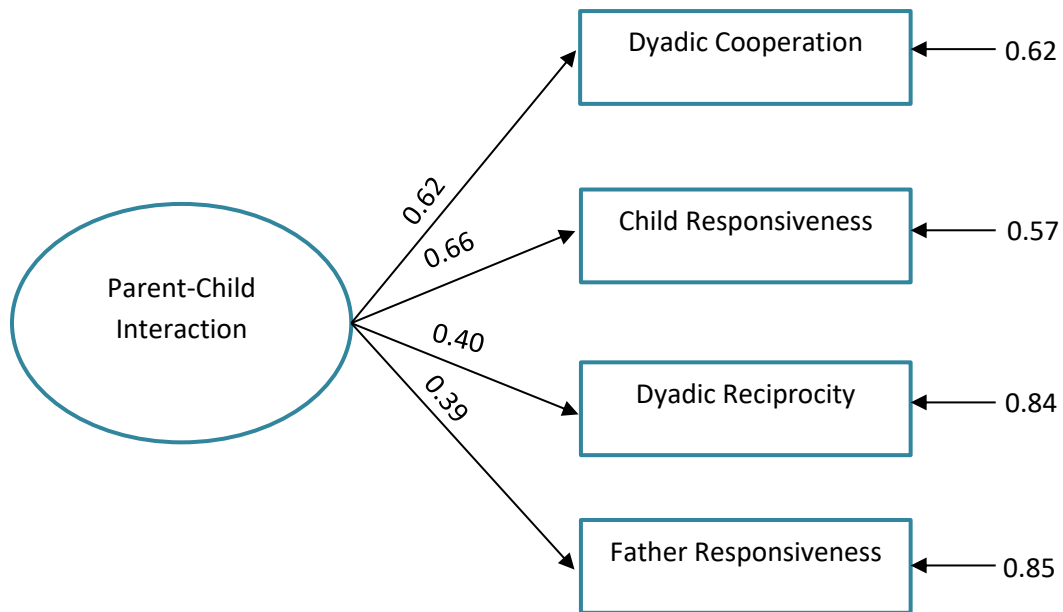 Dyadic Cooperation
0.62
0.62
Child Responsiveness
0.57
0.66
Parent-Child
Interaction
0.40
Dyadic Reciprocity
0.84
0.39
Father Responsiveness
0.85